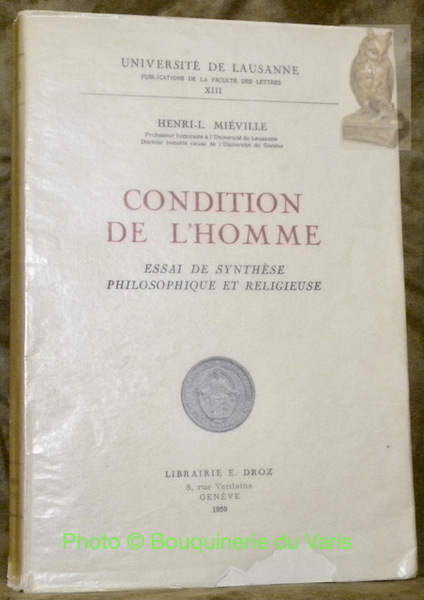 UNIVERSITÉ DE LAUSANNE
PUBLICATIONS DE LA FACULTÉ DES LETTRES
XIII
HENRI-L. MIÉVILLE
Professeur honoraire à l'Université de Lausanne
Docteur honoris causa de l'Université de Genève
CONDITION
DE L'HOMME
ESSAI DE SYNTHÈSE
PHILOSOPHIQUE ET RELIGIEUSE
LIBRAIRIE E. DROZ
8, rue Verdaine
GENÈVE
1959
Photo © Bouquinerie du Varis